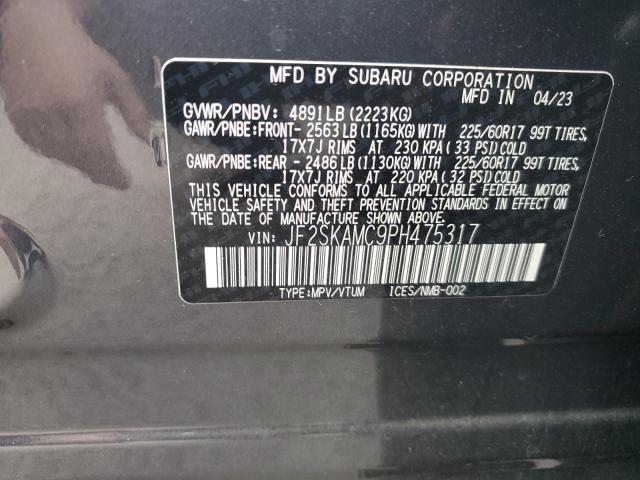 MFD BY SUBARU CORPORATION
MFD IN 04/23
GVWR/PNBV: 4891LB(2223KG)
GAWR/PNBE:FRONT- 2563LB(1165KG)WITH 225/60R17 99T TIRES,
17X7J RIMS AT 230 KPA(33 PSI)COLD
GAWR/PNBE:REAR - 2486LB(1130KG)WITH 225/60R17 99T TIRES,
17X7J RIMS AT 220 KPA(32 PSI)COLD
THIS VEHICLE CONFORMS TO ALL APPLICABLE FEDERAL MOTOR
VEHICLE SAFETY AND THEFT PREVENTION STANDARDS IN EFFECT
ON THE DATE OF MANUFACTURE SHOWN ABOVE.
VIN: JF2SKAMC9PH475317
TYPE:MPV/VTUM ICES/NMB-002